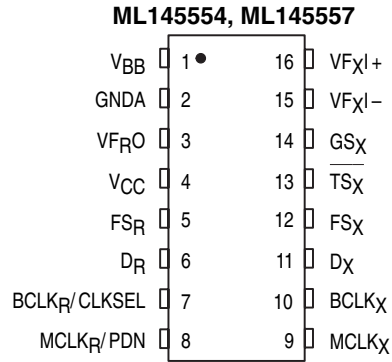 ML145554, ML145557
VBB 1 16 VFXI+
GNDA 2 15 VFXI–
VFRO 3 14 GSX
VCC 4 13 TSX
FSR 5 12 FSX
DR 6 11 DX
BCLKR/CLKSEL 7 10 BCLKX
MCLKR/PDN 8 9 MCLKX